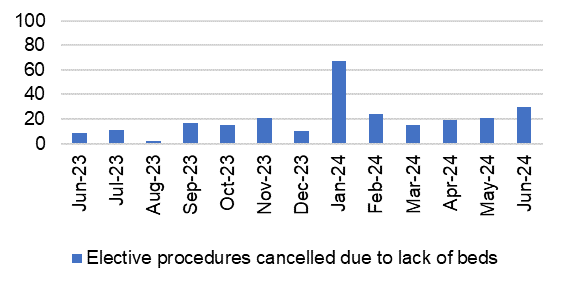 100
80
60
40
20
0
Jun-23
Jul-23
Aug-23
Sep-23
Oct-23
Nov-23
Dec-23
Jan-24
Feb-24
Mar-24
Apr-24
May-24
Jun-24
Elective procedures cancelled due to lack of beds